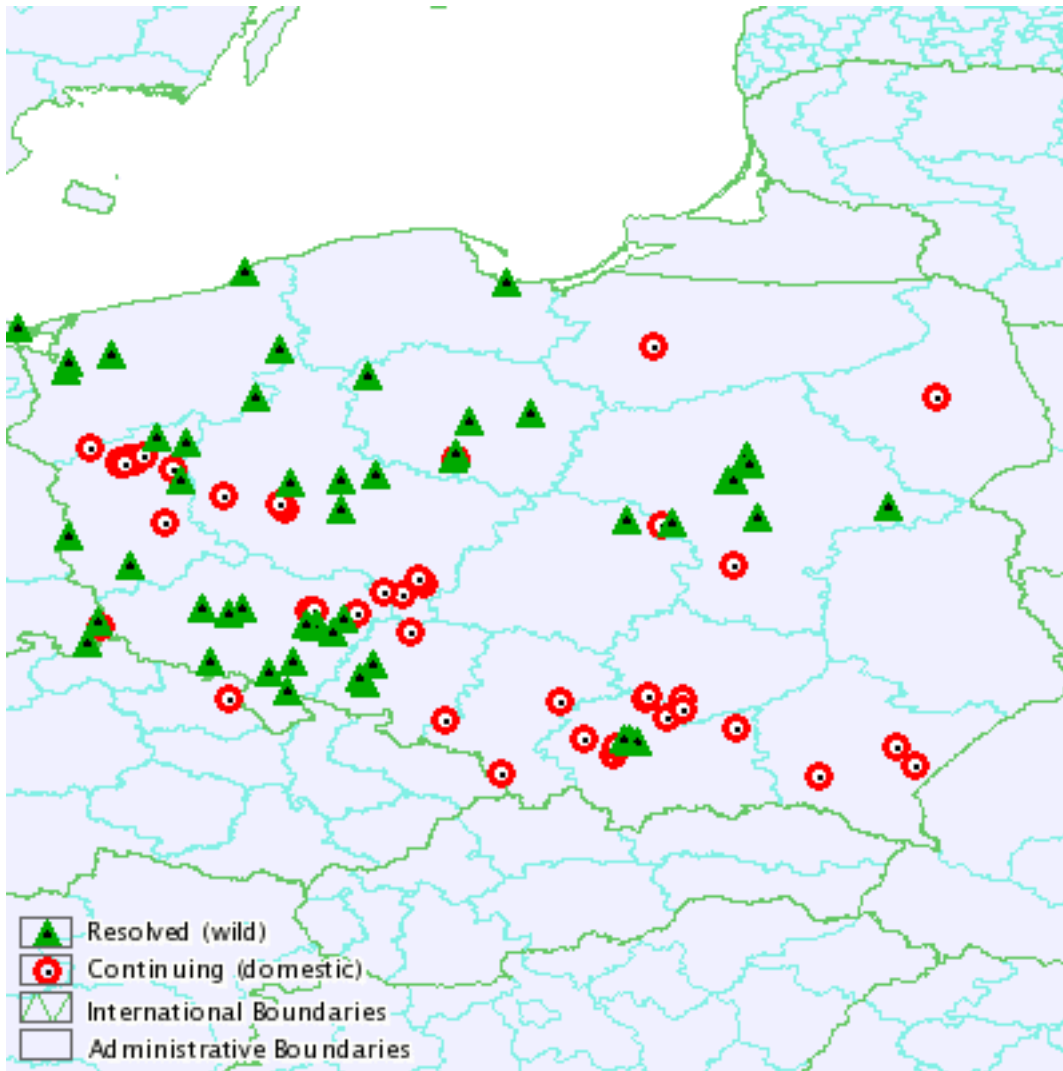 Resolved (wild)
Continuing (domestic)
International Boundaries
Administrative Boundaries